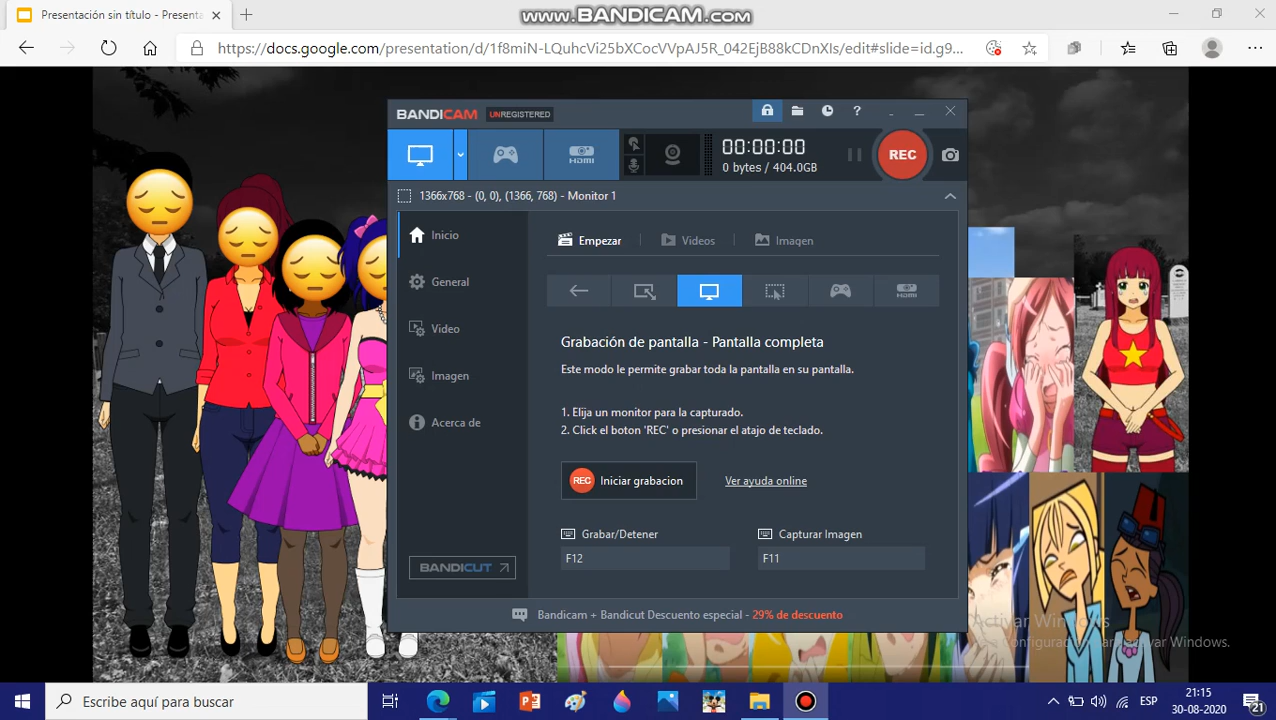 Presentación sin título - Presenta
www.BANDICAM.com
https://docs.google.com/presentation/d/1f8miN-LQuhcVi25bXCocVVpAJ5R_042EjB88kCDnXIs/edit#slide=id.g9...
BANDICAM UNREGISTERED
?
HDMI
00:00:00
0 bytes / 404.0GB
REC
1366x768 - (0, 0), (1366, 768) - Monitor 1
Inicio
General
Video
Imagen
Acerca de
BANDICUT
Empezar
Videos
Imagen
HDMI
Grabación de pantalla - Pantalla completa
Este modo le permite grabar toda la pantalla en su pantalla.
1. Elija un monitor para la capturado.
2. Click el boton 'REC' o presionar el atajo de teclado.
REC Iniciar grabacion
Ver ayuda online
Grabar/Detener
Capturar Imagen
F12
F11
Bandicam + Bandicut Descuento especial - 29% de descuento
Activar Windows
Activar Windows.
Escribe aquí para buscar
ESP
21:15
30-08-2020
21